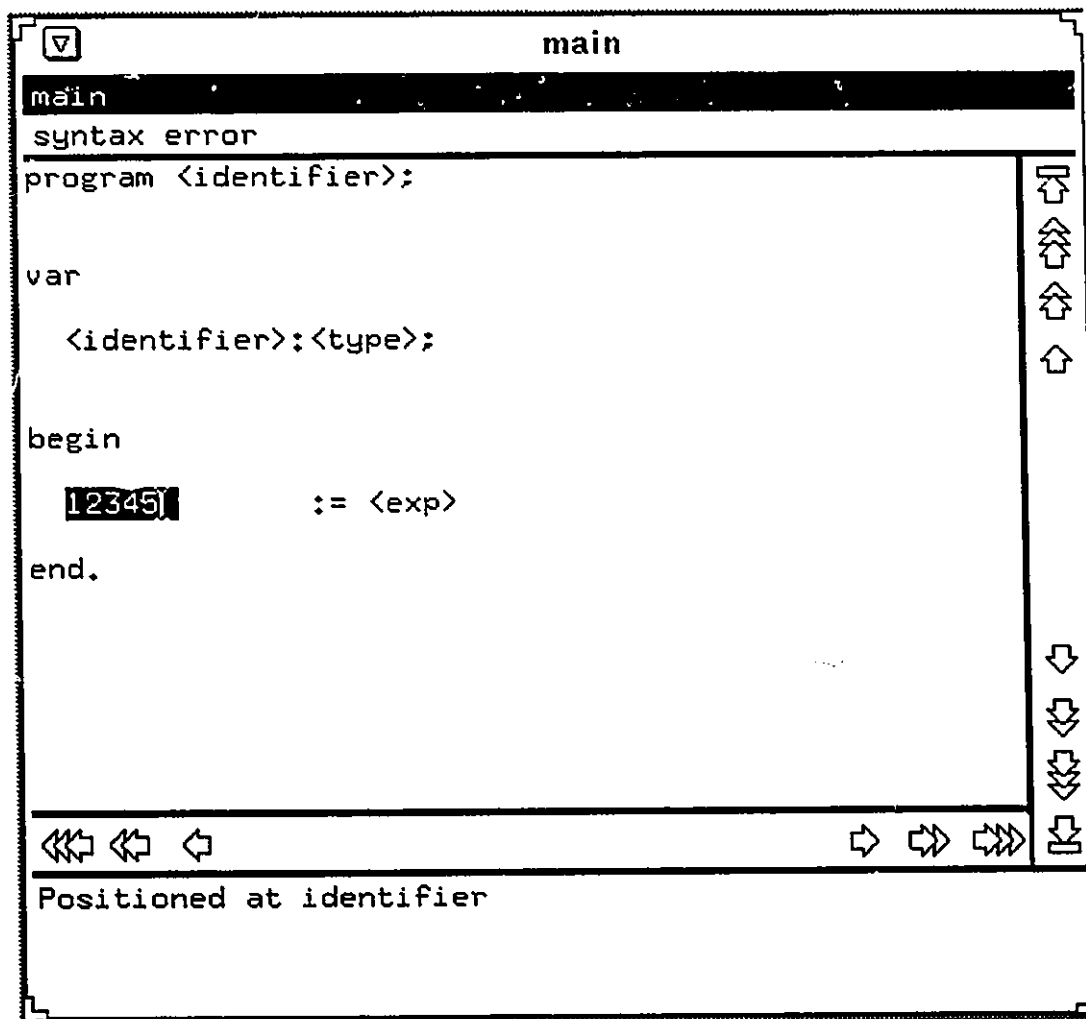 main
main
syntax error
program <identifier>;
var
<identifier>:<type>;
begin
12345 := <exp>
end.
Positioned at identifier